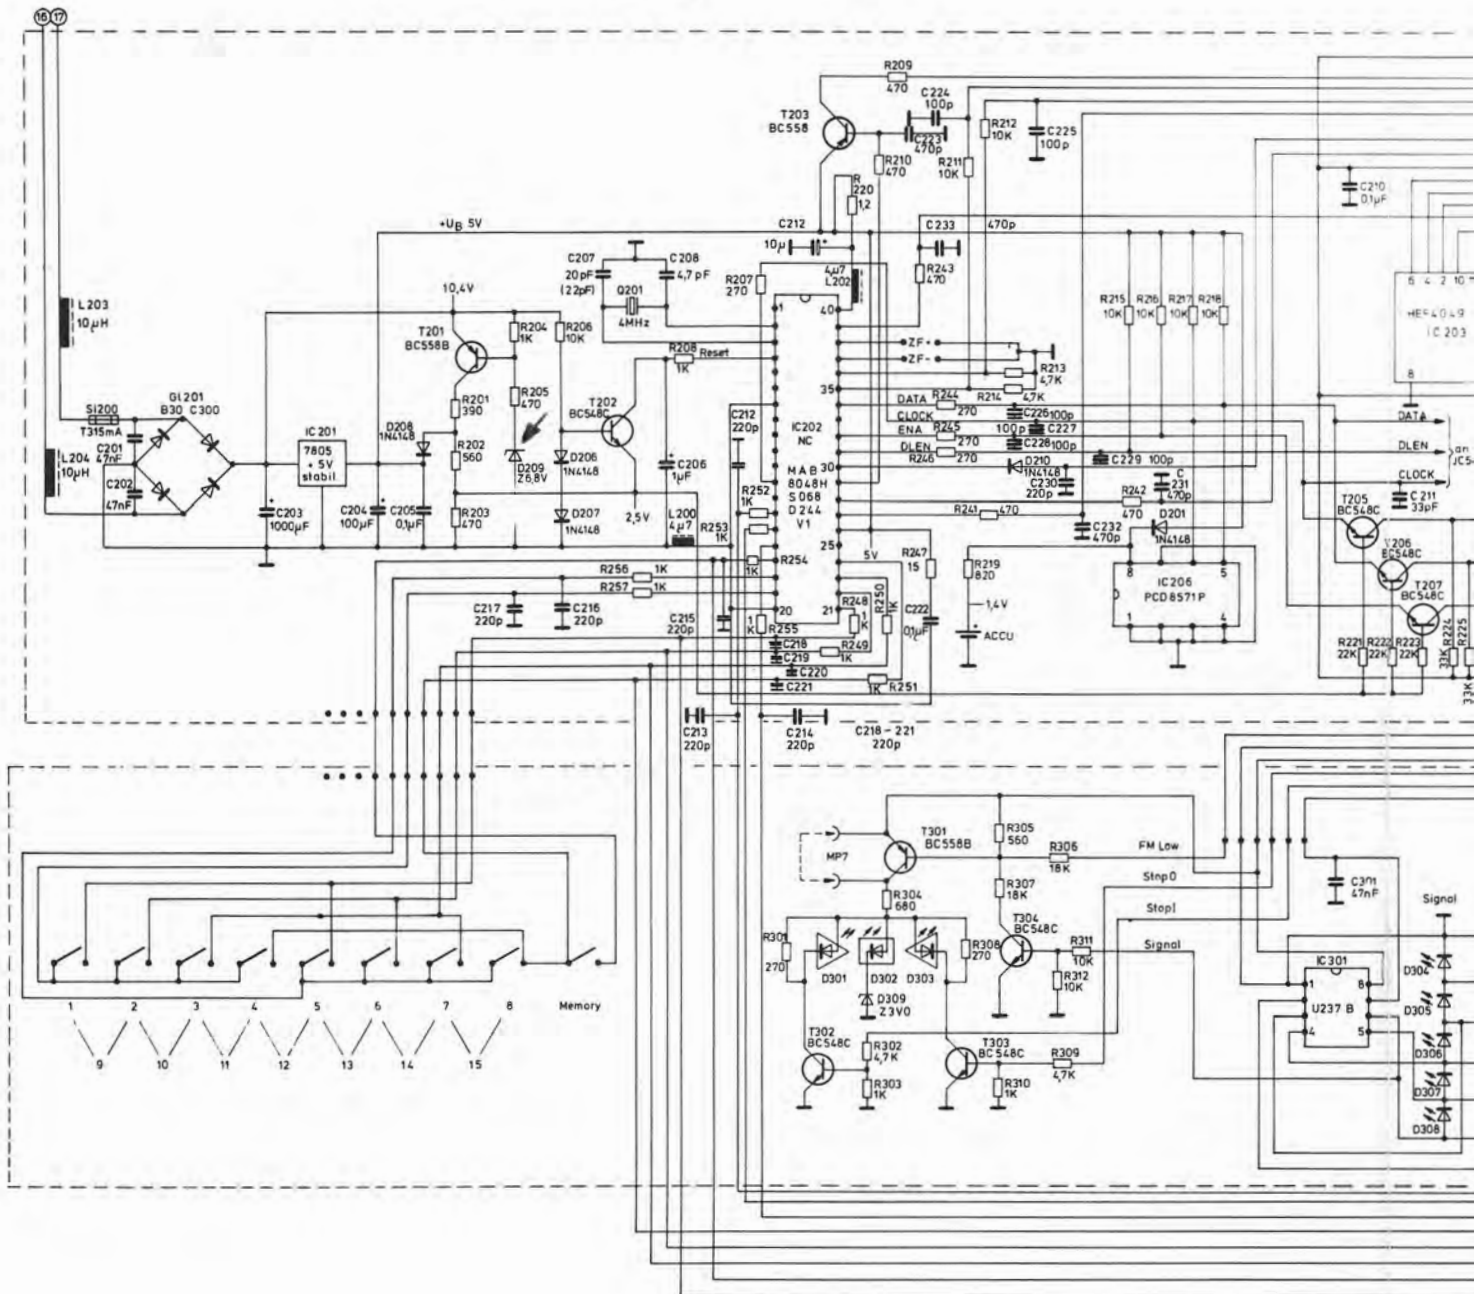 16 17
R209
470
C224
100p
T203
BC558
C223
470p
R212
10K
C225
100p
R210
470
R211
10K
C210
0,1µF
R
220
1,2
+UB 5V
C212
10µ
C233
470p
C207
20pF
(22pF)
C208
4,7pF
R207
270
4µ7
L202
R243
470
6 4 2 10
L203
10µH
10,4V
Q201
4MHz
1
40
R215
10K
R216
10K
R217
10K
R218
10K
HEF4049
IC203
T201
BC558B
R204
1K
R206
10K
ZF+
ZF-
R208
1K
Reset
R213
4,7K
8
GL201
B30 C300
R201
390
R205
470
T202
BC548C
35
R214
4,7K
Si200
T315mA
C212
220p
DATA
R244
270
C226
100p
DATA
D208
1N4148
IC202
NC
CLOCK
100p
C227
C201
47nF
IC201
7805
+ 5V
stabil.
ENA
R245
270
C228
100p
R202
560
DLEN
R246
270
DLEN
an
L204
10µH
D209
Z6,8V
D206
1N4148
C206
1µF
MAB
8048H
S068
D244
V1
30
D210
1N4148
C229 100p
CLOCK
C202
47nF
C230
220p
C
231
470p
C211
33pF
R252
1K
R242
470
C203
1000µF
C204
100µF
C205
0,1µF
R203
470
D207
1N4148
2,5V
L200
4µ7
R253
1K
R241
470
C232
470p
D201
1N4148
T205
BC548C
25
5V
R247
15
T206
BC548C
R254
1K
R219
820
8
5
R256
1K
R257
1K
IC206
PCD8571P
T207
BC548C
C217
220p
C216
220p
C215
220p
20
21
R248
1K
R250
1K
C222
0,1µF
1,4V
1
4
R255
1K
ACCU
C218
R249
1K
C219
C220
R221
22K
R222
22K
R223
22K
R224
33K
R225
33K
C221
R251
1K
C213
220p
C214
220p
C218-221
220p
T301
BC558B
R305
560
MP7
R306
18K
FM Low
Stop0
R304
680
R307
18K
C301
47nF
Stop1
Signal
R301
270
T304
BC548C
R311
10K
Signal
R308
270
D301
D302
D303
R312
10K
IC301
D304
1
8
U237 B
4
5
D305
1 2 3 4 5 6 7 8 Memory
D309
Z3V0
T302
BC548C
R302
4,7K
T303
BC548C
R309
4,7K
D306
9 10 11 12 13 14 15
R303
1K
R310
1K
D307
D308